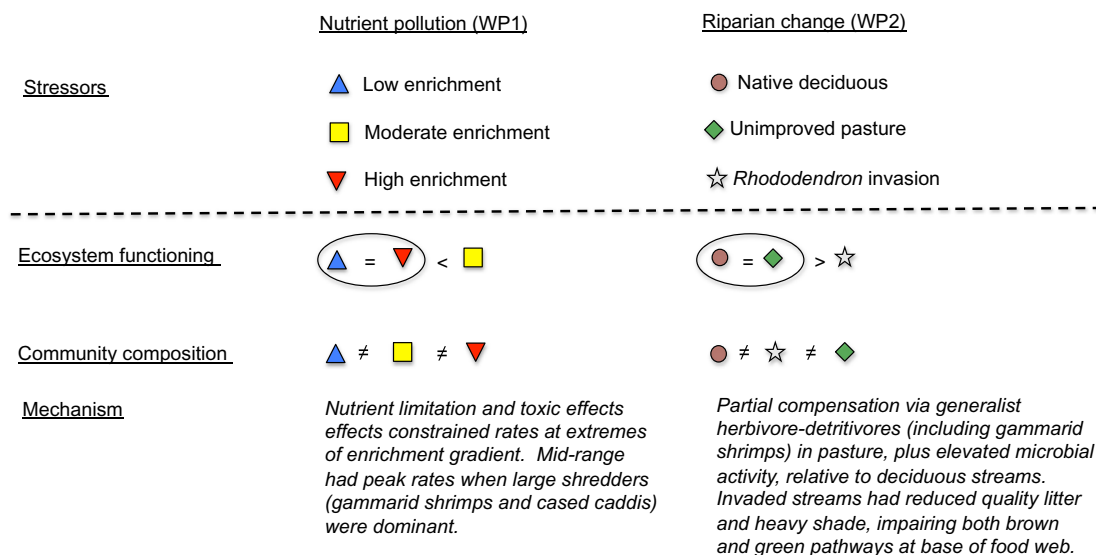 Nutrient pollution (WP1)
Riparian change (WP2)
Stressors
Low enrichment
Native deciduous
Moderate enrichment
Unimproved pasture
High enrichment
Rhododendron invasion
Ecosystem functioning
= <
= >
Community composition
≠ ≠
≠ ≠
Mechanism
Nutrient limitation and toxic effects
effects constrained rates at extremes
of enrichment gradient. Mid-range
had peak rates when large shredders
(gammarid shrimps and cased caddis)
were dominant.
Partial compensation via generalist
herbivore-detritivores (including gammarid
shrimps) in pasture, plus elevated microbial
activity, relative to deciduous streams.
Invaded streams had reduced quality litter
and heavy shade, impairing both brown
and green pathways at base of food web.